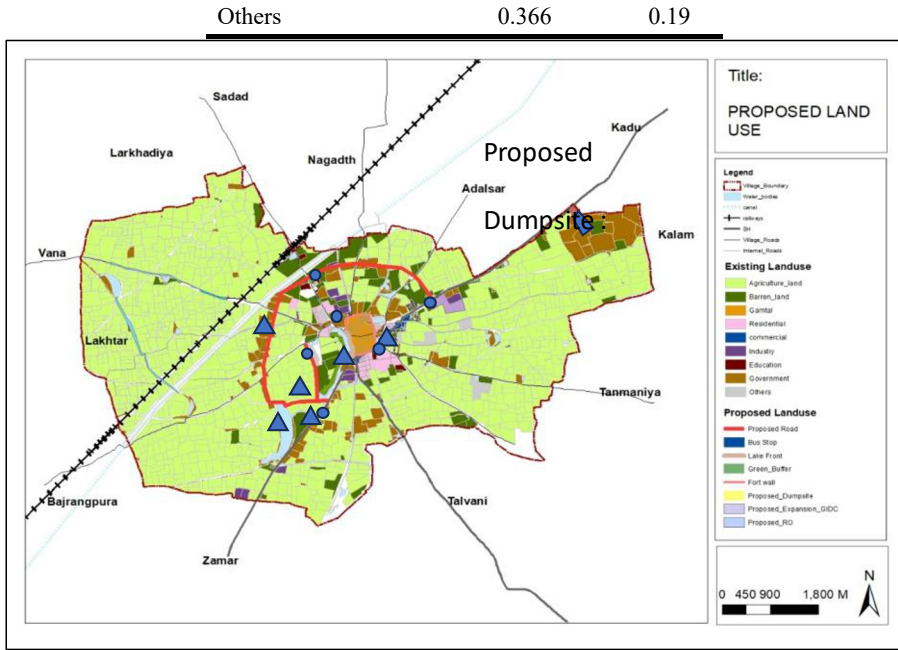 Others 0.366 0.19
Title:
PROPOSED LAND
USE
Sadad
Kadu
Larkhadiya
Nagadth
Proposed
Adalsar
Dumpsite :
Kalam
Vana
Lakhtar
Tanmaniya
Bajrangpura
Talvani
Zamar
Legend
Village_Boundary
Water_bodies
canal
railways
SH
Village_Roads
Internal_Roads
Existing Landuse
Agriculture_land
Barren_land
Gamtal
Residential
commercial
Industry
Education
Government
Others
Proposed Landuse
Proposed Road
Bus Stop
Lake Front
Green_Buffer
Fort wall
Proposed_Dumpsite
Proposed_Expansion_GIDC
Proposed_RO
N
0 450 900 1,800 M